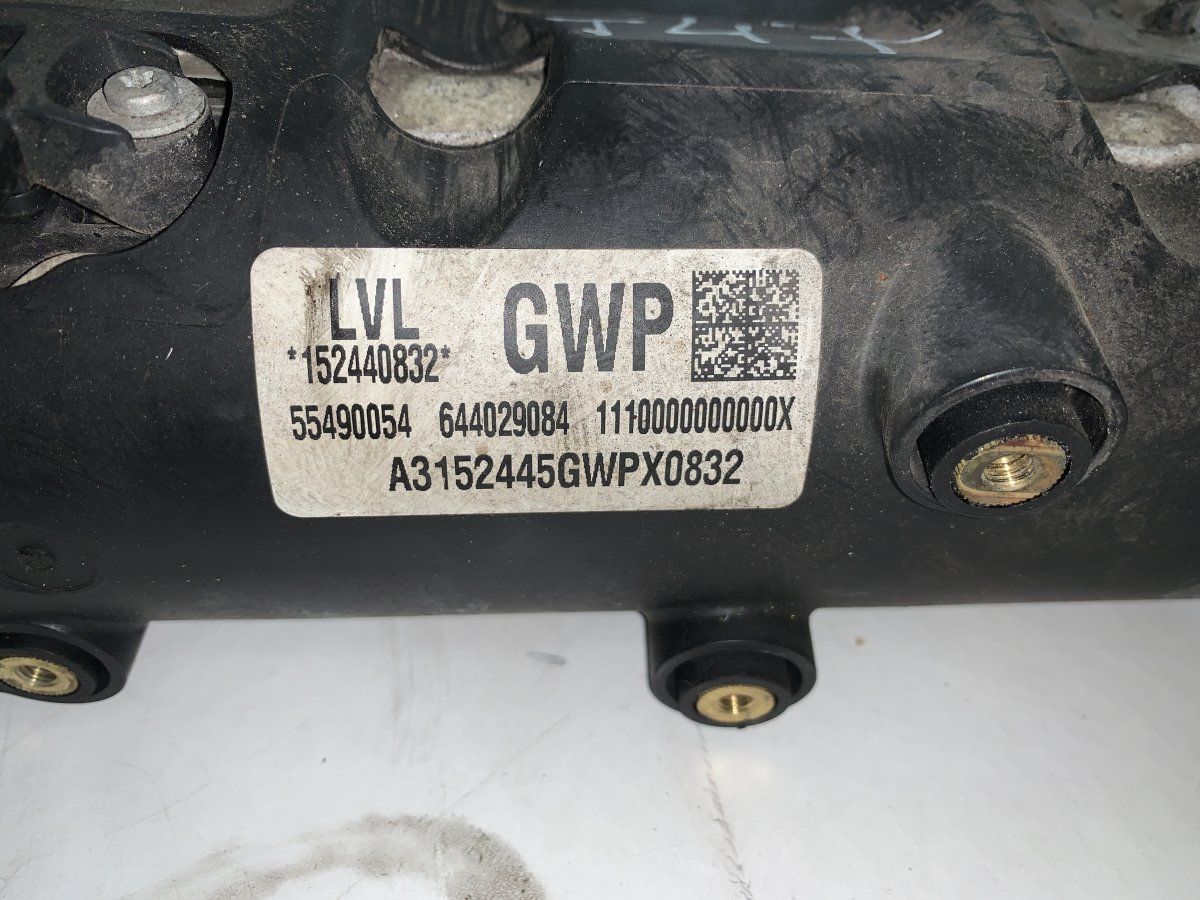 LVL GWP
*152440832*
55490054 644029084 1110000000000X
A3152445GWPX0832